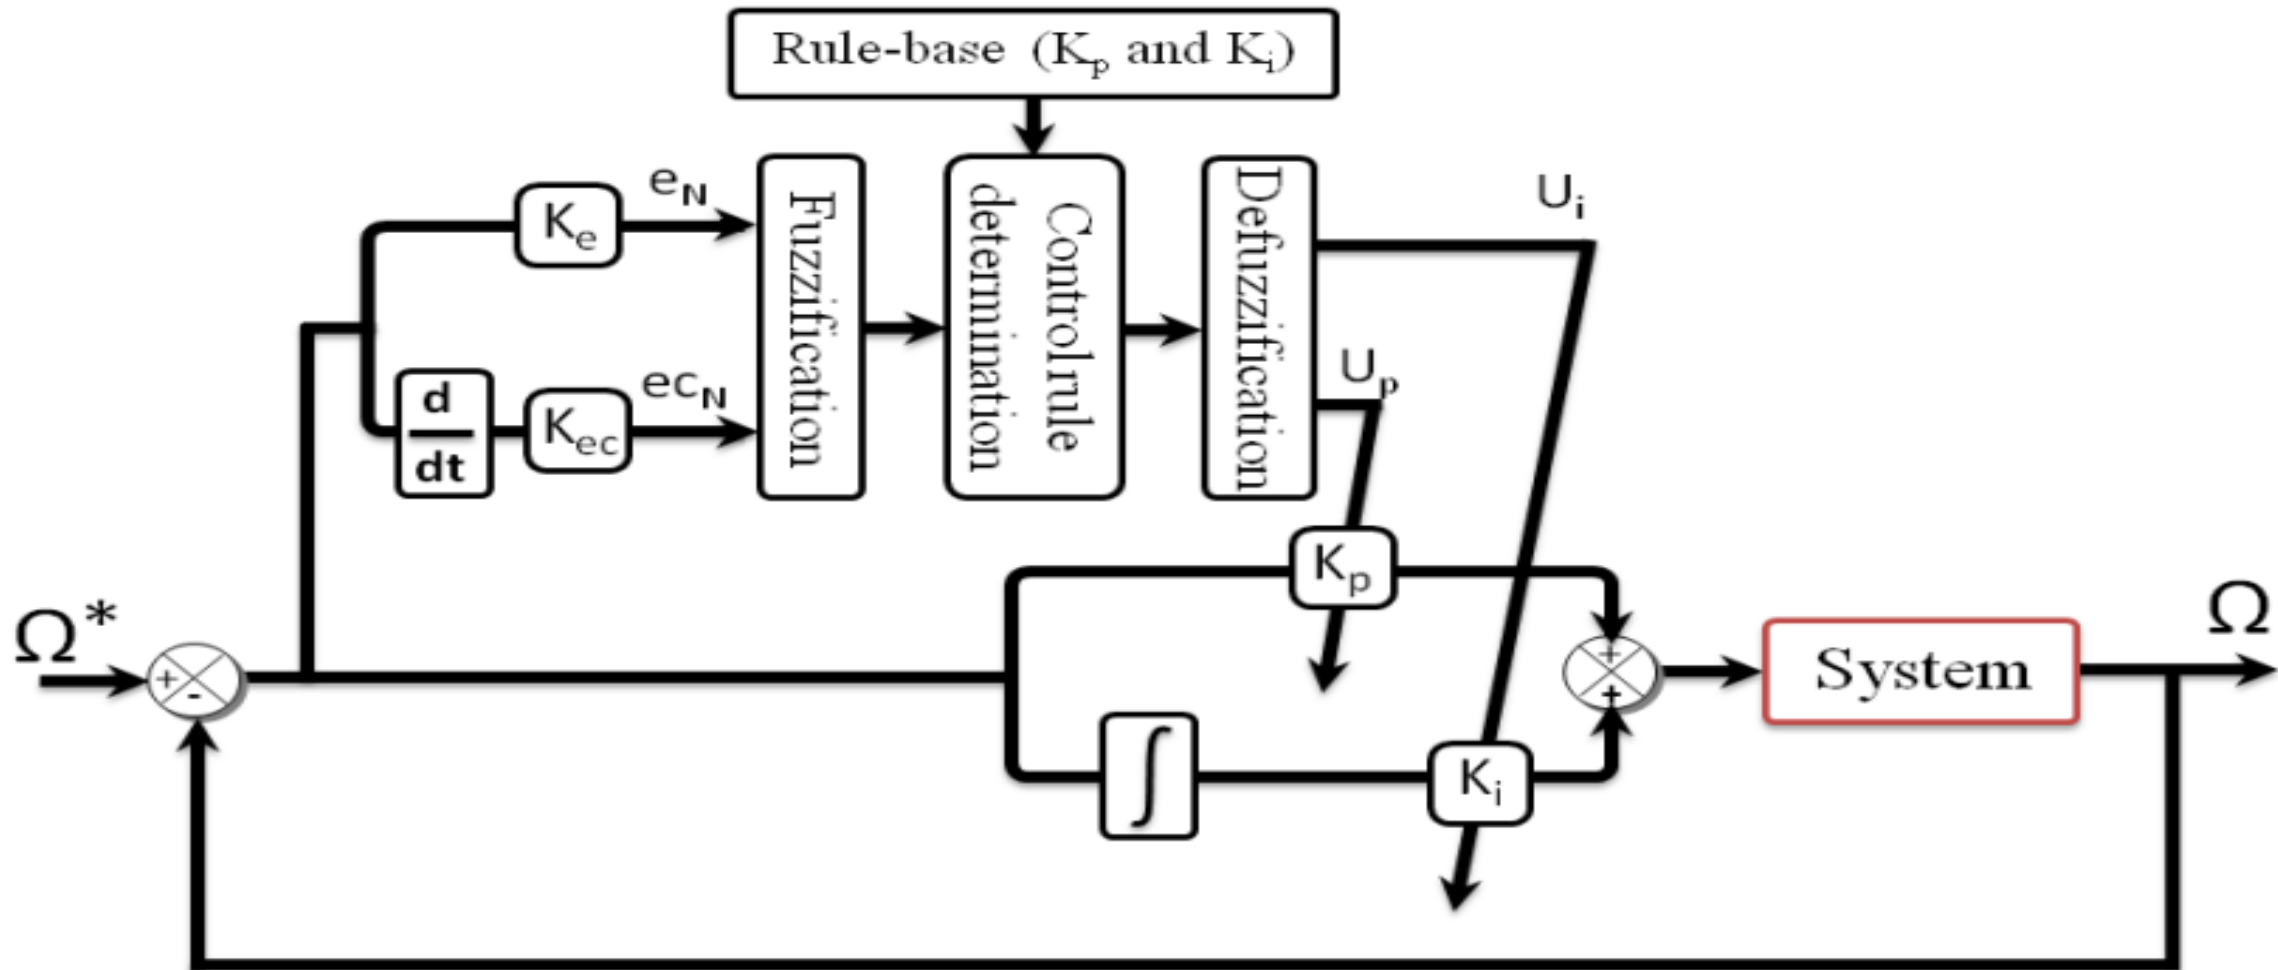 Rule-base (Kp and Ki)
eN
Ke
Fuzzification
Control rule
determination
Defuzzification
Ui
ecN
d
dt
Kec
Up
Kp
Ω*
+
-
+
+
System
Ω
∫
Ki